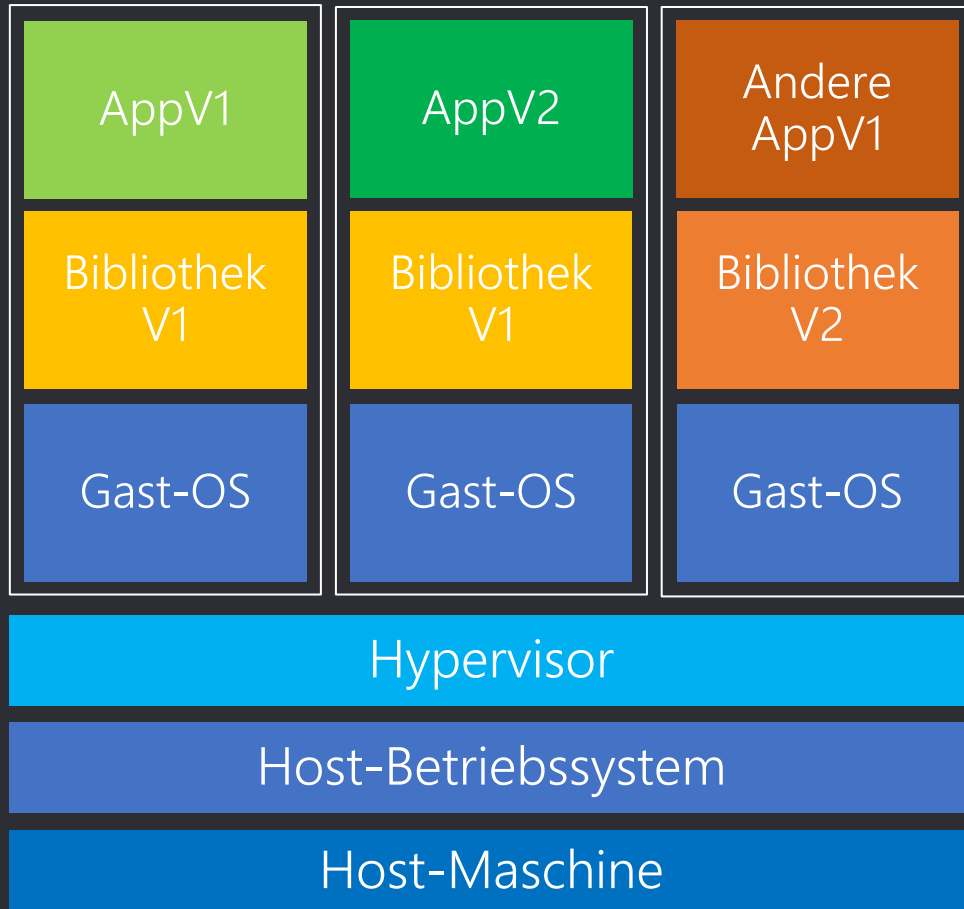 AppV1
AppV2
Andere
AppV1
Bibliothek
V1
Bibliothek
V1
Bibliothek
V2
Gast-OS
Gast-OS
Gast-OS
Hypervisor
Host-Betriebssystem
Host-Maschine